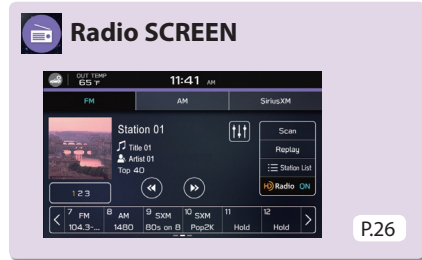 Radio SCREEN
OUT TEMP
65°F
11:41 AM
FM
AM
SiriusXM
Station 01
Title 01
Artist 01
Top 40
1 2 3
Scan
Replay
Station List
HD Radio ON
7 FM 104.3-...
8 AM 1480
9 SXM 80s on 8
10 SXM Pop2K
11 Hold
12 Hold
P.26